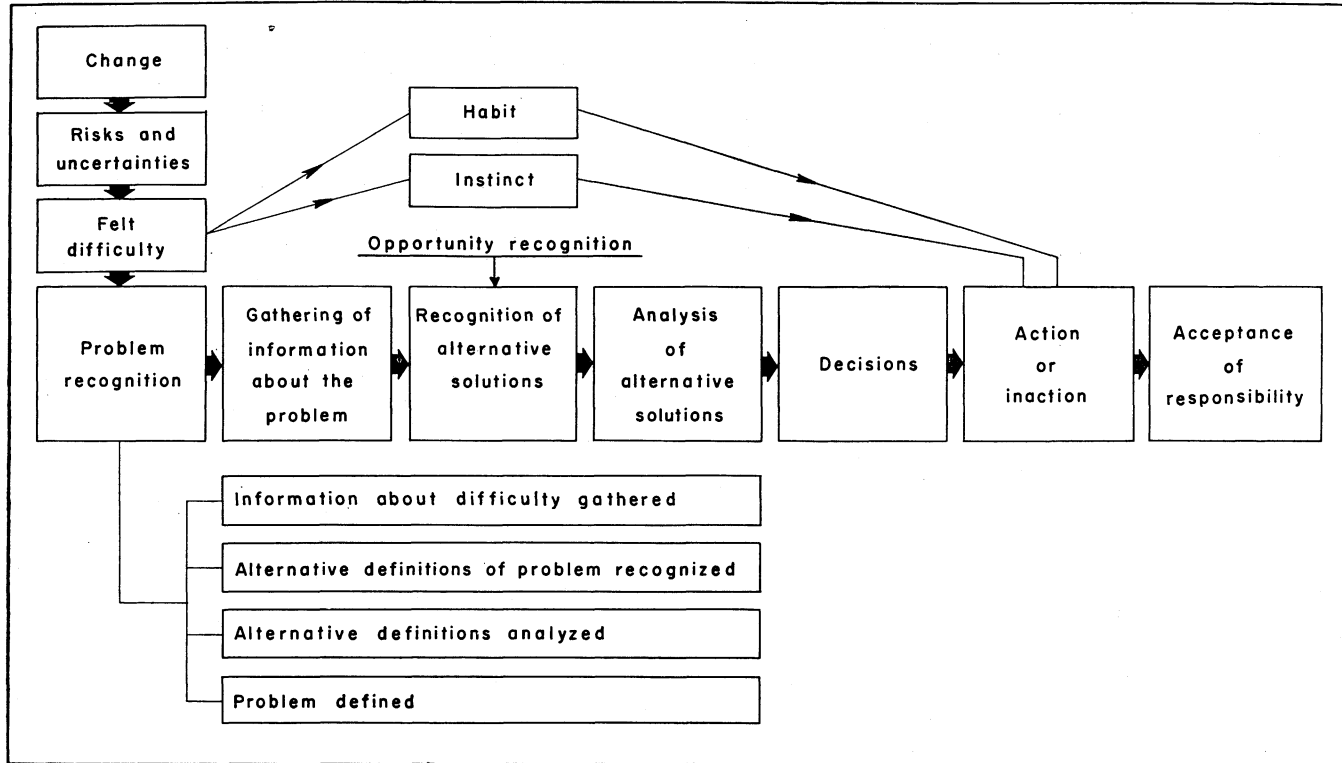 Change
Risks and
uncertainties
Felt
difficulty
Habit
Instinct
Opportunity recognition
Problem
recognition
Gathering of
information
about the
problem
Recognition of
alternative
solutions
Analysis
of
alternative
solutions
Decisions
Action
or
inaction
Acceptance
of
responsibility
Information about difficulty gathered
Alternative definitions of problem recognized
Alternative definitions analyzed
Problem defined